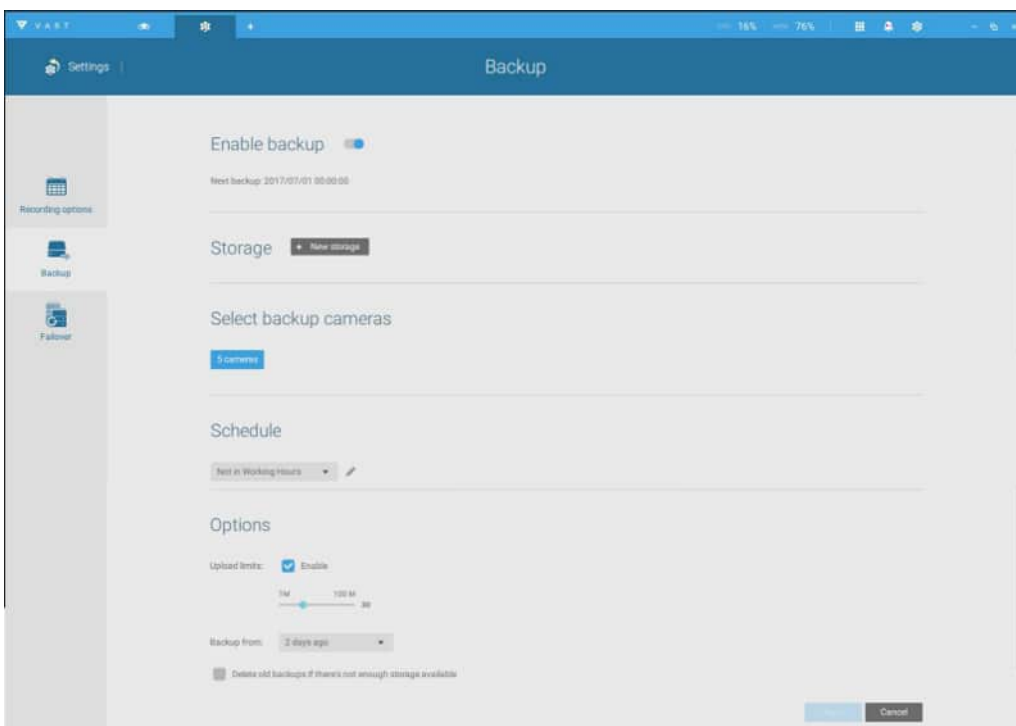 VAST
16%
76%
Settings
Backup
Enable backup
Next backup: 2017/07/01 00:00:00
Recording options
Storage
+ New storage
Backup
Select backup cameras
Failover
5 cameras
Schedule
Not in Working Hours
Options
Upload limits:
Enable
100 M
30
Backup from:
2 days ago
Delete old backups if there's not enough storage available
Cancel